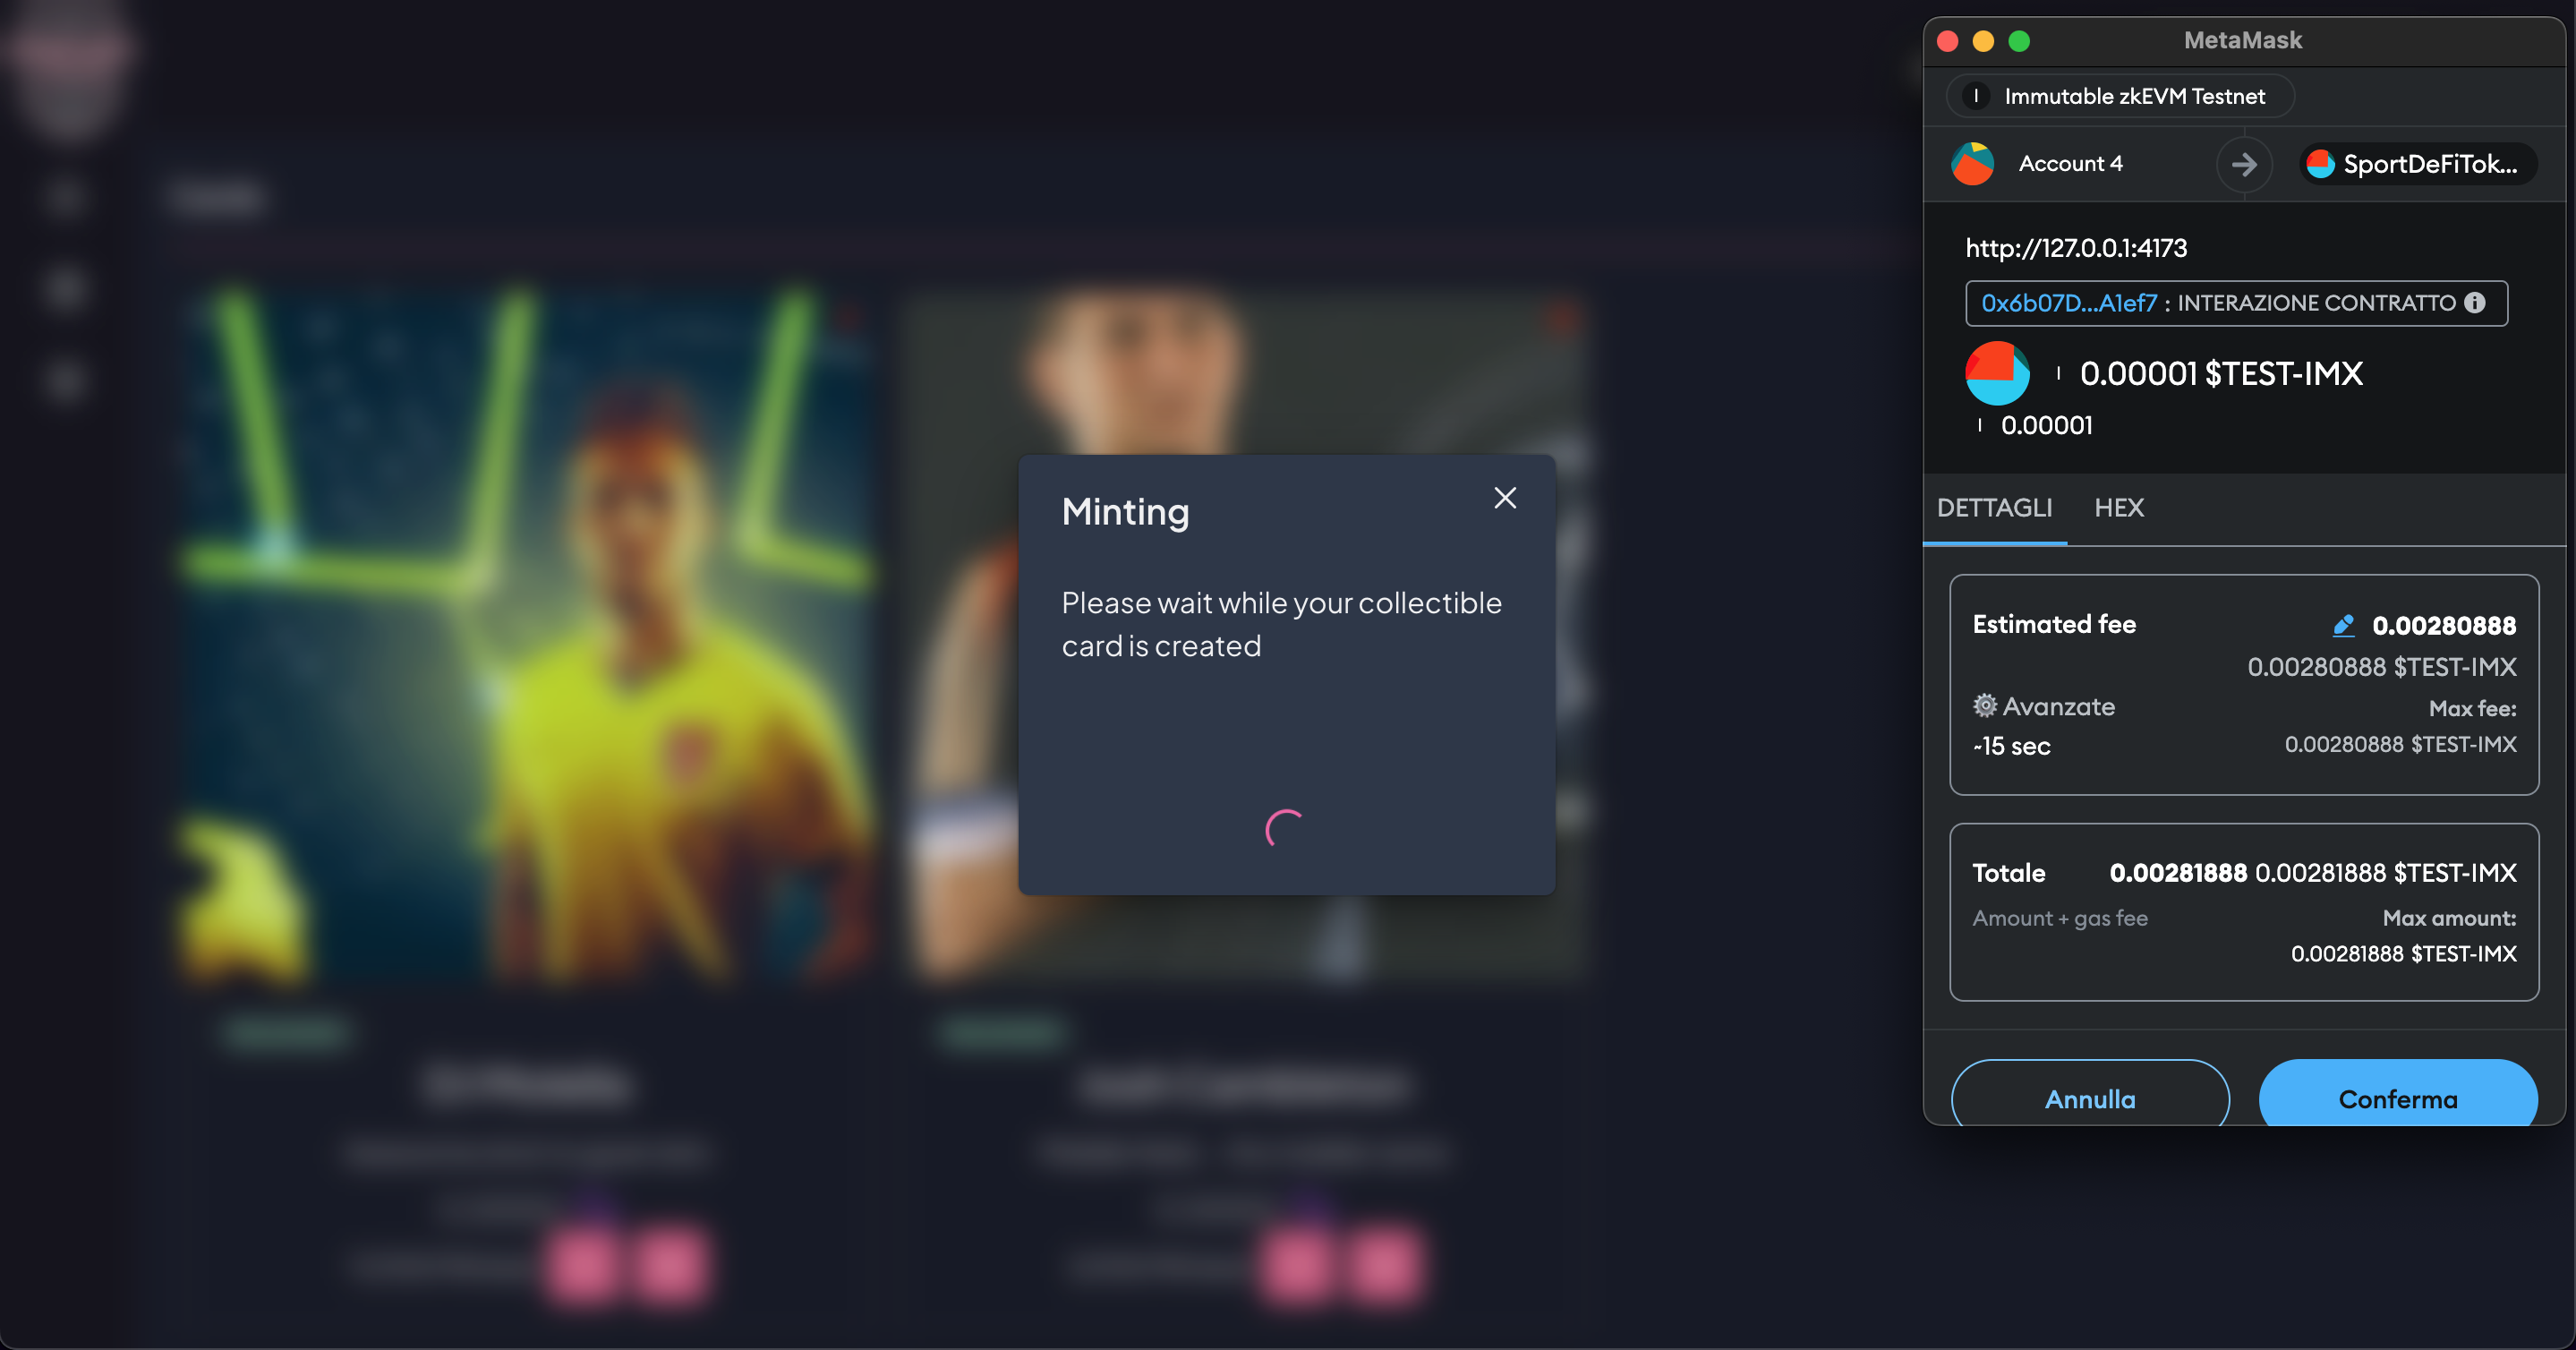 Minting
Please wait while your collectible
card is created
MetaMask
I Immutable zkEVM Testnet
Account 4
SportDeFiTok...
http://127.0.0.1:4173
0x6b07D...A1ef7 : INTERAZIONE CONTRATTO
I 0.00001 $TEST-IMX
I 0.00001
DETTAGLI HEX
Estimated fee 0.00280888
0.00280888 $TEST-IMX
Avanzate Max fee:
~15 sec 0.00280888 $TEST-IMX
Totale 0.00281888 0.00281888 $TEST-IMX
Amount + gas fee Max amount:
0.00281888 $TEST-IMX
Annulla Conferma